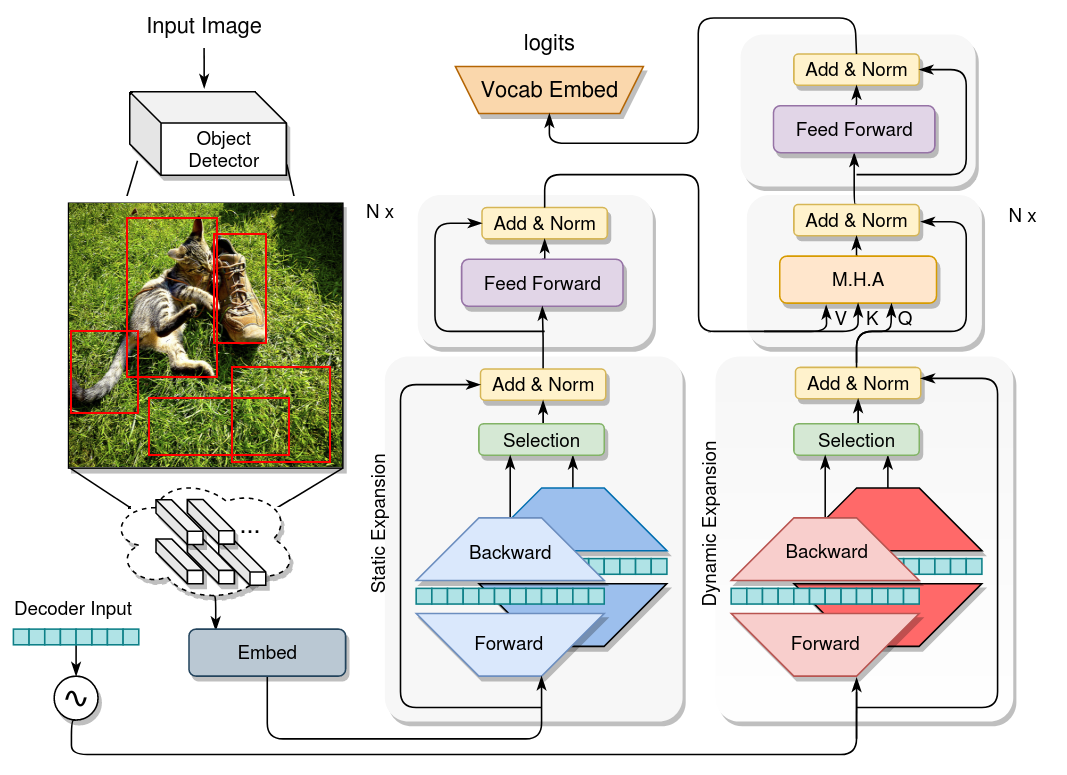 Input Image
Object
Detector
Decoder Input
Embed
N x
Add & Norm
Feed Forward
Static Expansion
Add & Norm
Selection
Backward
Forward
logits
Vocab Embed
Add & Norm
Feed Forward
N x
Add & Norm
M.H.A
V K Q
Dynamic Expansion
Add & Norm
Selection
Backward
Forward